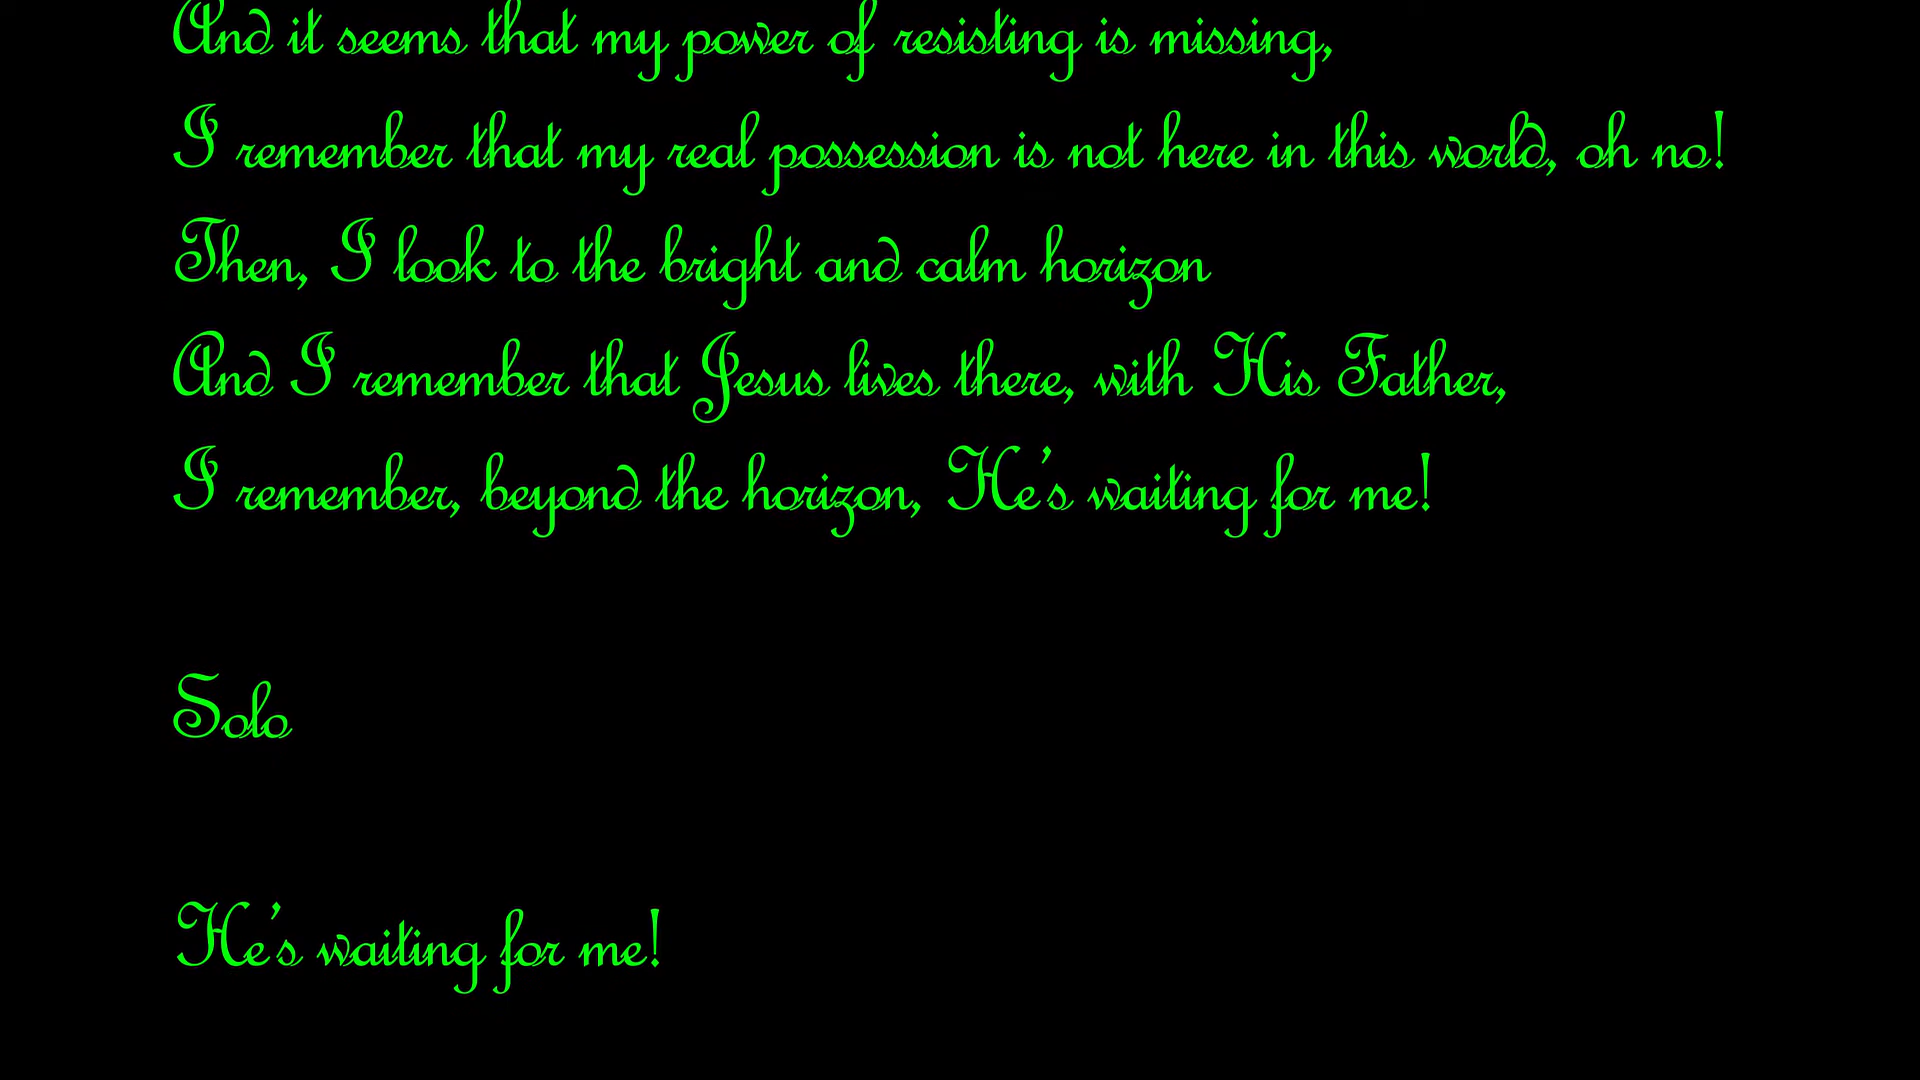 And it seems that my power of resisting is missing,
I remember that my real possession is not here in this world, oh no!
Then, I look to the bright and calm horizon
And I remember that Jesus lives there, with His Father,
I remember, beyond the horizon, He's waiting for me!
Solo
He's waiting for me!